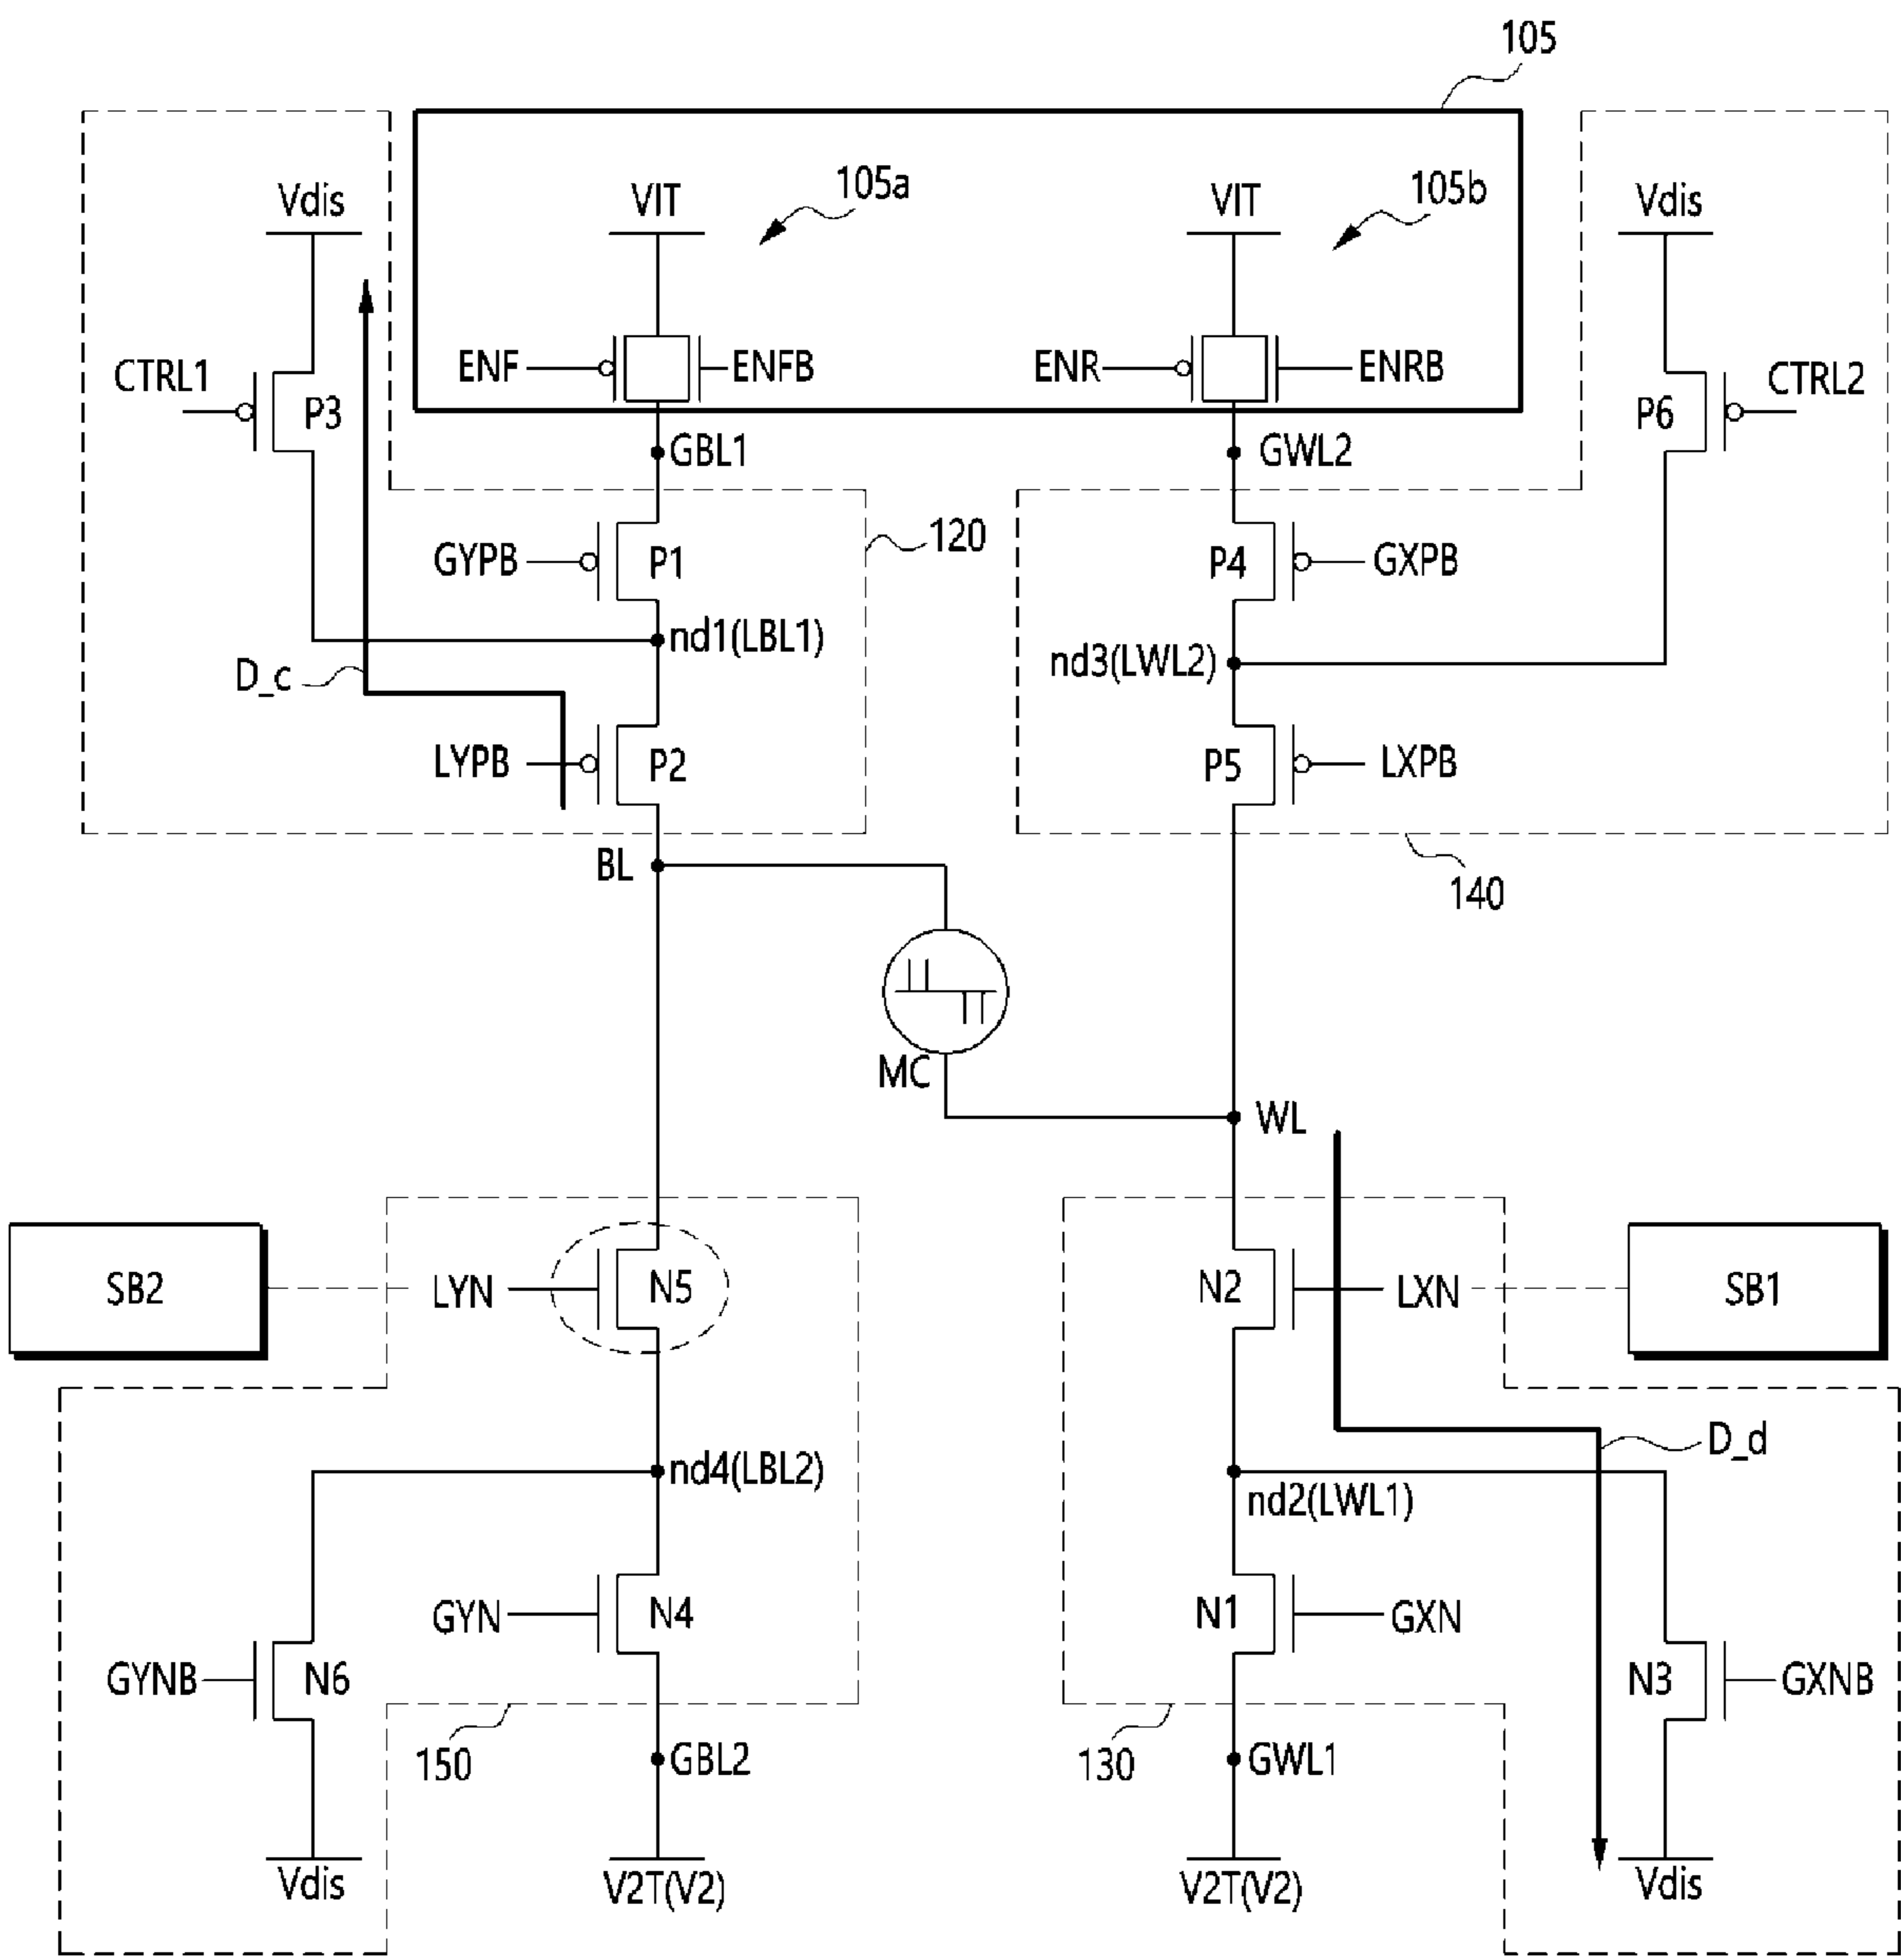 105
Vdis
VIT
105a
VIT
105b
Vdis
CTRL1
P3
ENF
ENFB
ENR
ENRB
P6
CTRL2
GBL1
GWL2
GYPB
P1
120
P4
GXPB
nd1(LBL1)
nd3(LWL2)
D_c
LYPB
P2
P5
LXPB
BL
140
MC
WL
SB2
LYN
N5
N2
LXN
SB1
D_d
nd4(LBL2)
nd2(LWL1)
GYN
N4
N1
GXN
GYNB
N6
N3
GXNB
150
GBL2
130
GWL1
Vdis
V2T(V2)
V2T(V2)
Vdis